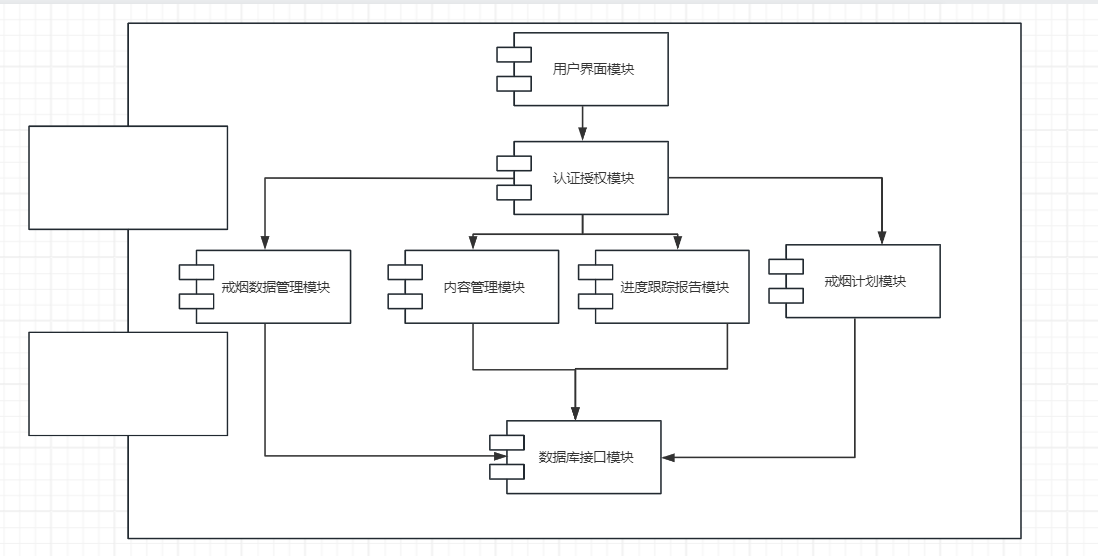 用户界面模块
认证授权模块
戒烟数据管理模块
内容管理模块
进度跟踪报告模块
戒烟计划模块
数据库接口模块